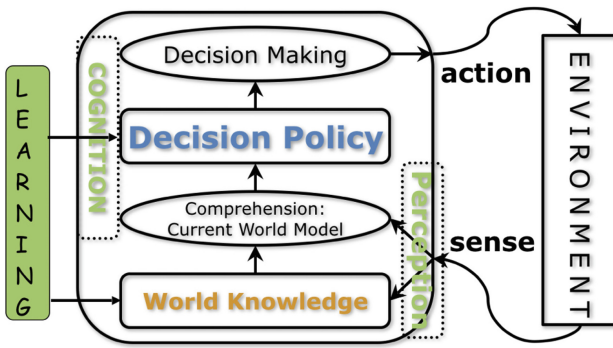 LEARNING
COGNITION
Decision Making
Decision Policy
Comprehension:
Current World Model
World Knowledge
Perception
action
sense
ENVIRONMENT